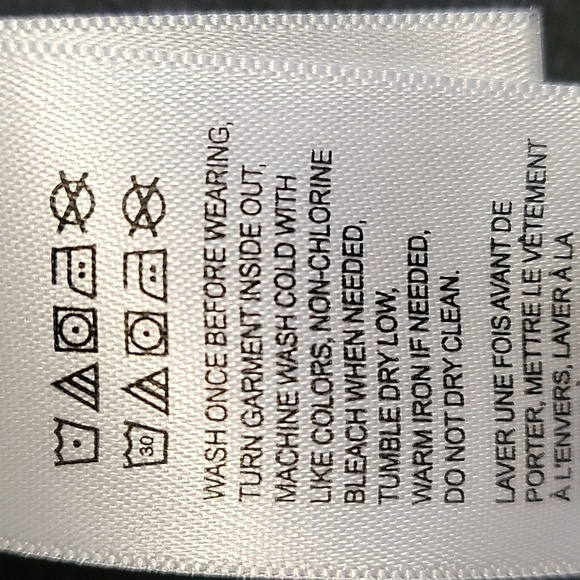 30
WASH ONCE BEFORE WEARING,
TURN GARMENT INSIDE OUT,
MACHINE WASH COLD WITH
LIKE COLORS, NON-CHLORINE
BLEACH WHEN NEEDED,
TUMBLE DRY LOW,
WARM IRON IF NEEDED,
DO NOT DRY CLEAN.
LAVER UNE FOIS AVANT DE
PORTER, METTRE LE VÊTEMENT
À L'ENVERS, LAVER À LA